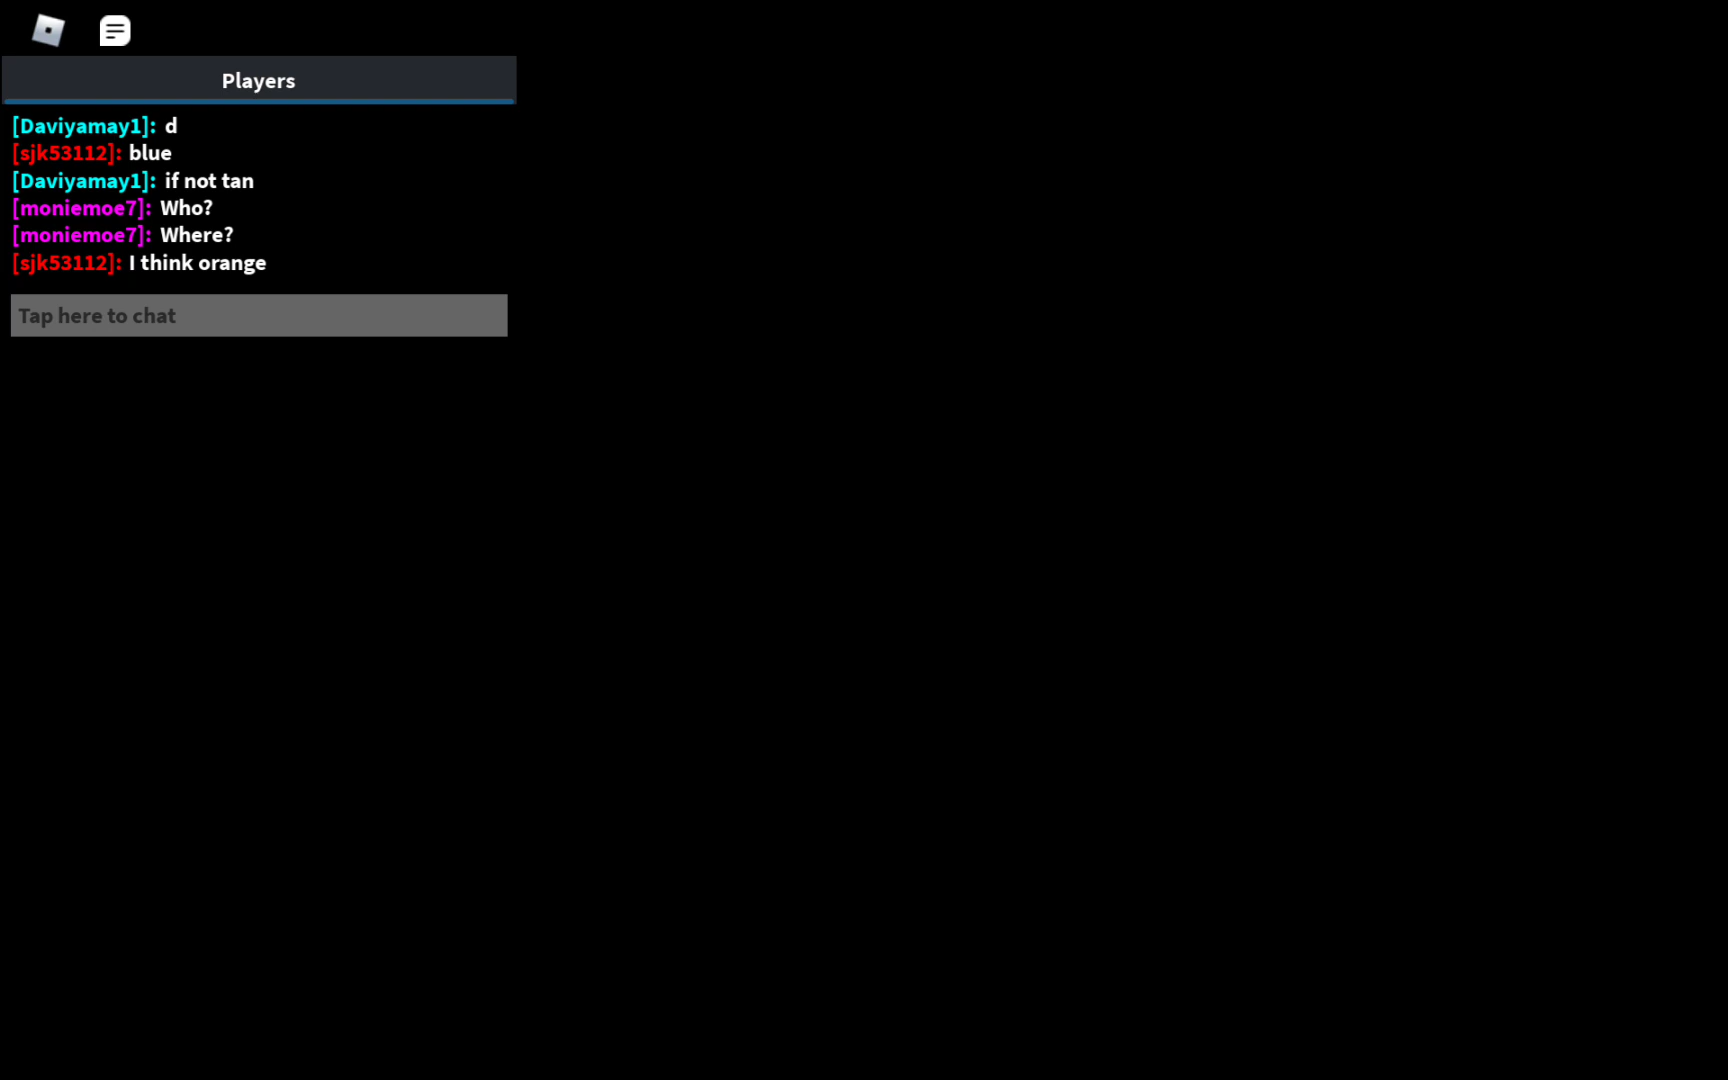 Players
[Daviyamay1]: d
[sjk53112]: blue
[Daviyamay1]: if not tan
[moniemoe7]: Who?
[moniemoe7]: Where?
[sjk53112]: I think orange
Tap here to chat